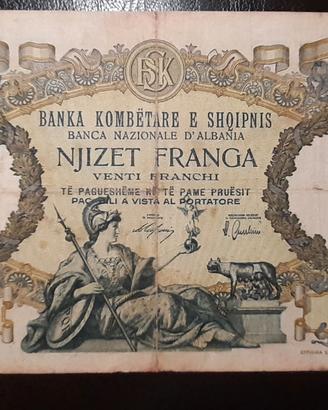 BSK
BANKA KOMBËTARE E SHQIPNIS
BANCA NAZIONALE D'ALBANIA
NJIZET FRANGA
VENTI FRANCHI
TË PAGUESHËME NË TË PAME PRUËSIT
PAGABILI A VISTA AL PORTATORE